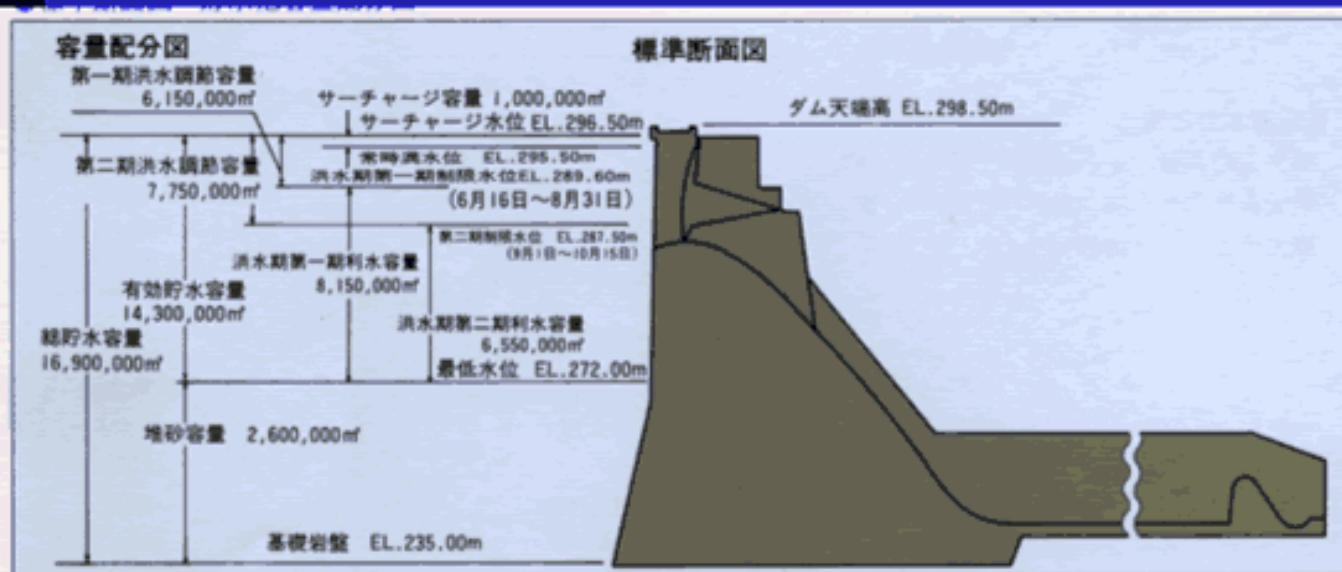 容量配分図
標準断面図
第一期洪水調節容量
6,150,000㎥
サーチャージ容量 1,000,000㎥
サーチャージ水位 EL.296.50m
ダム天端高 EL.298.50m
常時満水位 EL.295.50m
第二期洪水調節容量
7,750,000㎥
洪水期第一期制限水位EL.289.60m
(6月16日～8月31日)
第二期制限水位 EL.287.50m
(9月1日～10月15日)
洪水期第一期利水容量
8,150,000㎥
有効貯水容量
14,300,000㎥
洪水期第二期利水容量
6,550,000㎥
総貯水容量
16,900,000㎥
最低水位 EL.272.00m
堆砂容量 2,600,000㎥
基礎岩盤 EL.235.00m